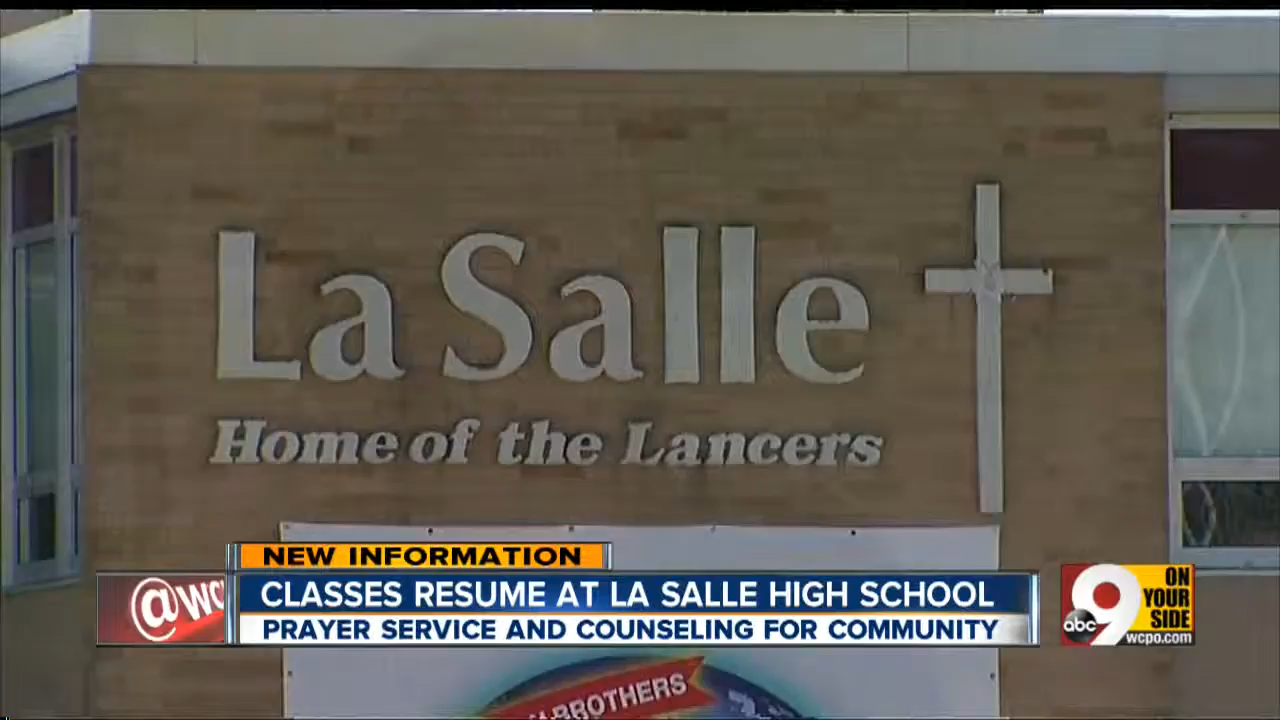 La Salle
Home of the Lancers
NEW INFORMATION
CLASSES RESUME AT LA SALLE HIGH SCHOOL
PRAYER SERVICE AND COUNSELING FOR COMMUNITY
@WC
abc 9
ON
YOUR
SIDE
wcpo.com
BROTHERS